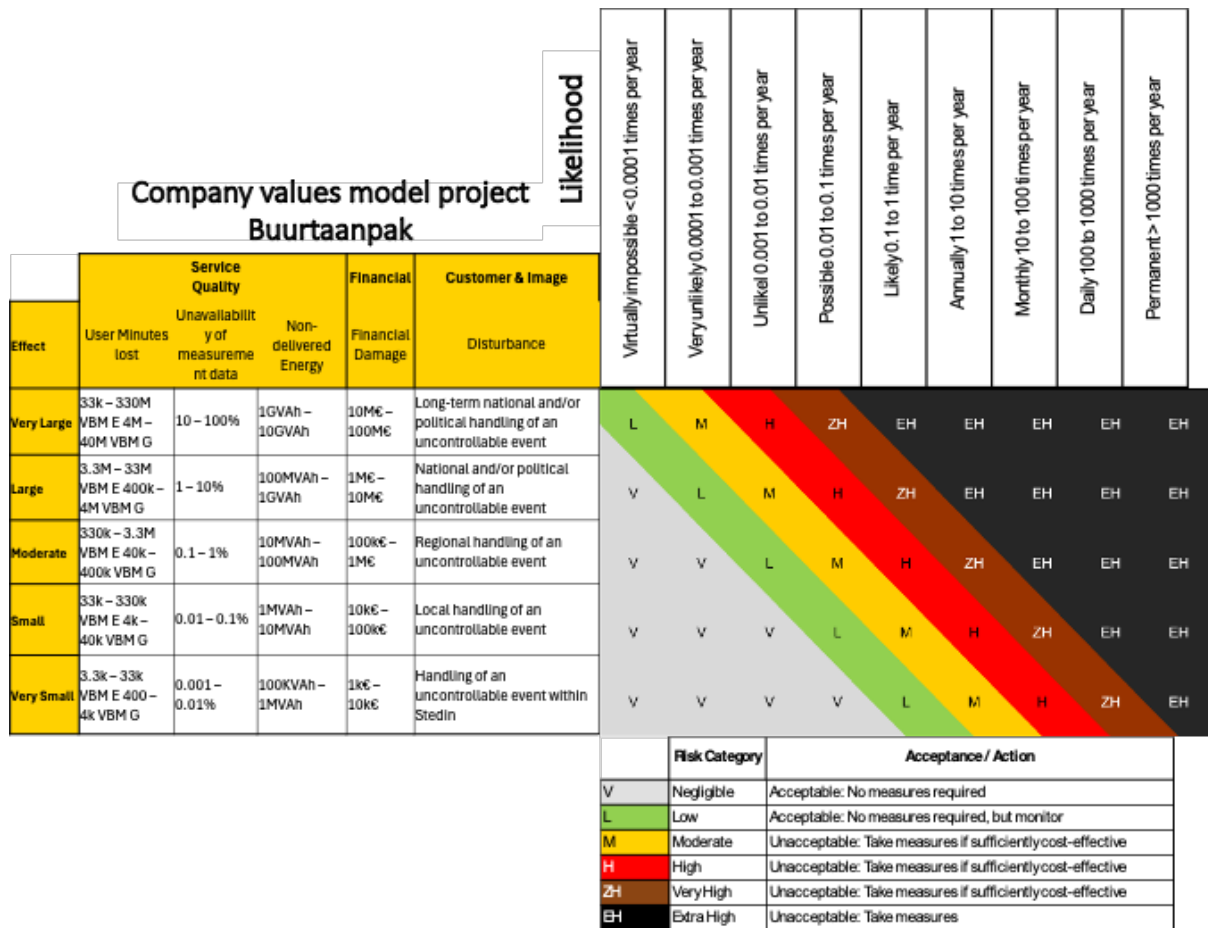 Virtually impossible < 0.0001 times per year
Very unlikely 0.0001 to 0.001 times per year
Unlikel 0.001 to 0.01 times per year
Possible 0.01 to 0.1 times per year
Likely 0.1 to 1 time per year
Annually 1 to 10 times per year
Monthly 10 to 100 times per year
Daily 100 to 1000 times per year
Permanent > 1000 times per year
Likelihood
Company values model project
Buurtaanpak
Service
Quality
Financial
Customer & Image
Effect
User Minutes
lost
Unavailabilit
y of
measureme
nt data
Non-
delivered
Energy
Financial
Damage
Disturbance
Very Large
33k – 330M
VBM E 4M –
40M VBM G
10 – 100%
1GVAh –
10GVAh
10M€ –
100M€
Long-term national and/or
political handling of an
uncontrollable event
L M H ZH EH EH EH EH EH
Large
3.3M – 33M
VBM E 400k –
4M VBM G
1 – 10%
100MVAh –
1GVAh
1M€ –
10M€
National and/or political
handling of an
uncontrollable event
V L M H ZH EH EH EH EH
Moderate
330k – 3.3M
VBM E 40k –
400k VBM G
0.1 – 1%
10MVAh –
100MVAh
100k€ –
1M€
Regional handling of an
uncontrollable event
V V L M H ZH EH EH EH
Small
33k – 330k
VBM E 4k –
40k VBM G
0.01 – 0.1%
1MVAh –
10MVAh
10k€ –
100k€
Local handling of an
uncontrollable event
V V V L M H ZH EH EH
Very Small
3.3k – 33k
VBM E 400 –
4k VBM G
0.001 –
0.01%
100KVAh –
1MVAh
1k€ –
10k€
Handling of an
uncontrollable event within
Stedin
V V V V L M H ZH EH
Risk Category Acceptance / Action
V Negligible Acceptable: No measures required
L Low Acceptable: No measures required, but monitor
M Moderate Unacceptable: Take measures if sufficiently cost-effective
H High Unacceptable: Take measures if sufficiently cost-effective
ZH Very High Unacceptable: Take measures if sufficiently cost-effective
EH Extra High Unacceptable: Take measures